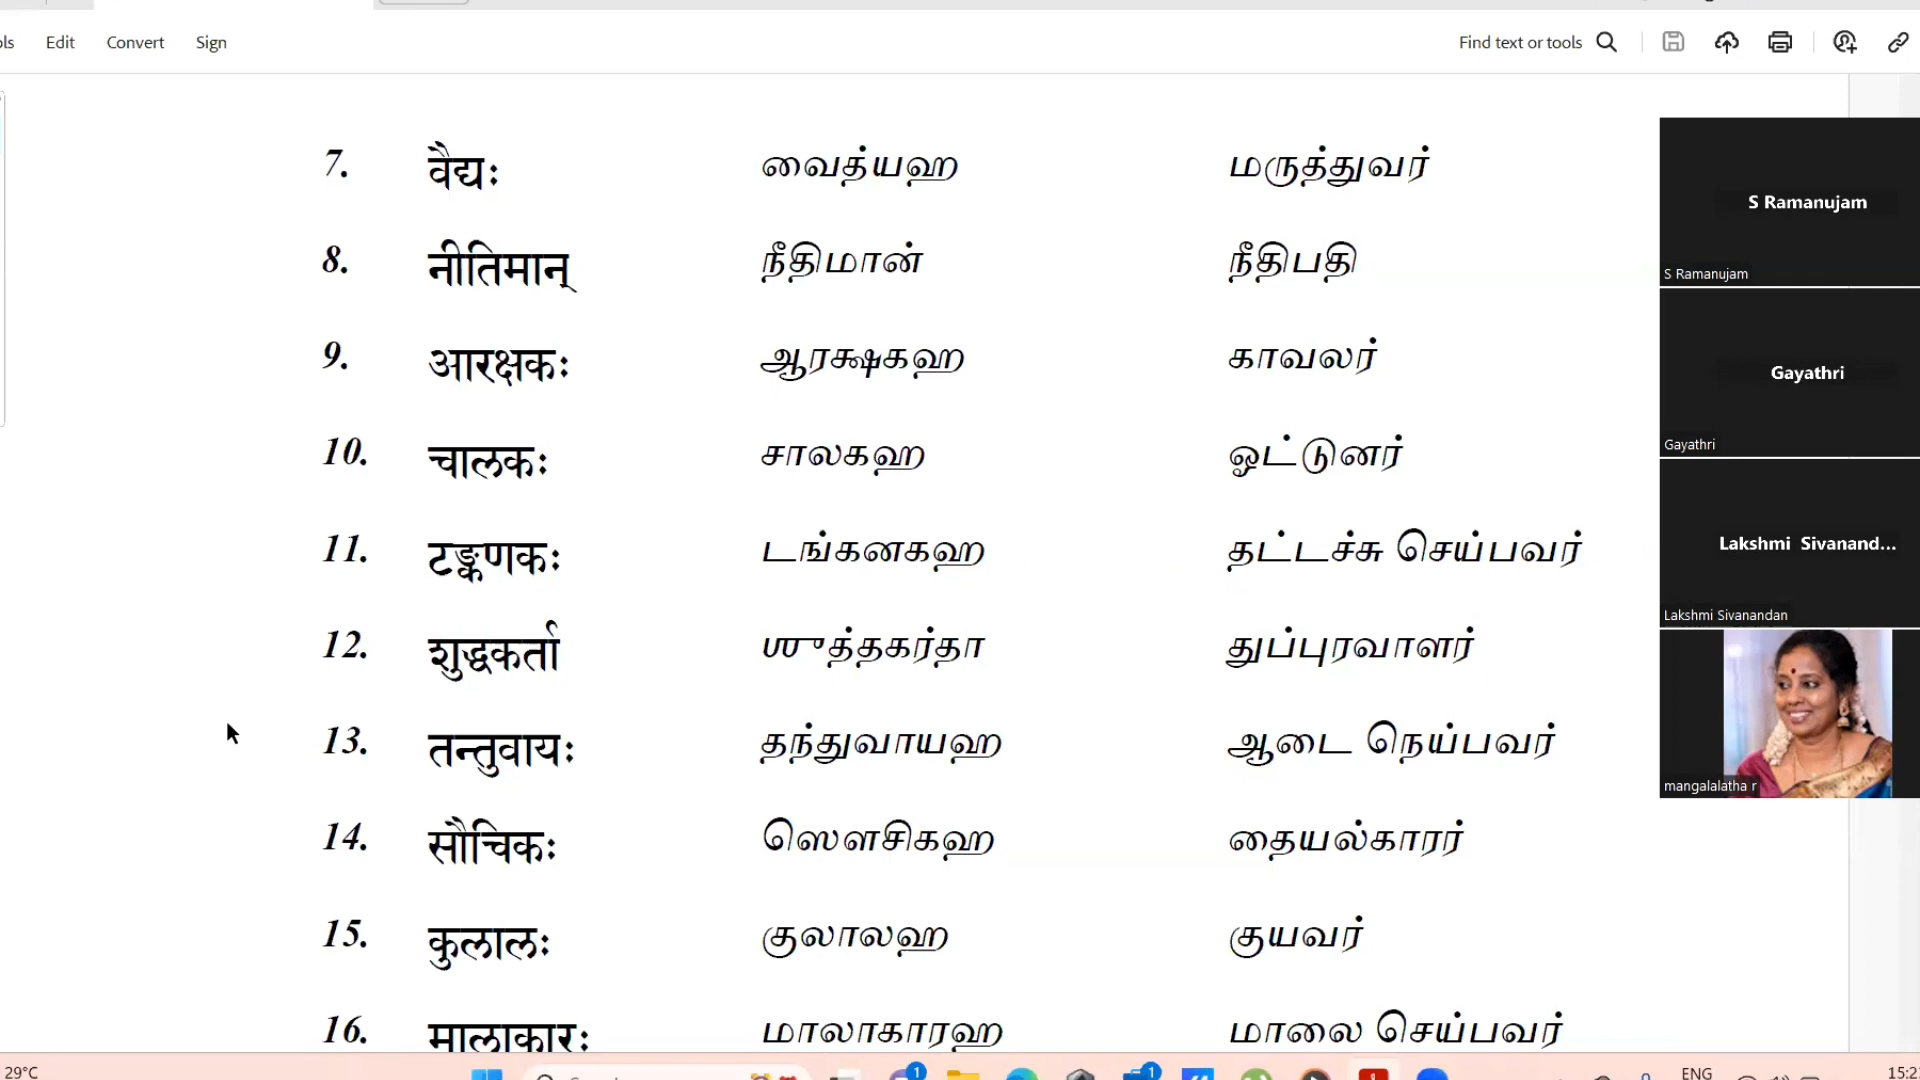 Edit Convert Sign Find text or tools
7. वैद्यः வைத்யஹ மருத்துவர்
8. नीतिमान् நீதிமான் நீதிபதி
9. आरक्षकः ஆரக்ஷகஹ காவலர்
10. चालकः சாலகஹ ஓட்டுனர்
11. टङ्कणकः டங்கனகஹ தட்டச்சு செய்பவர்
12. शुद्धकर्ता ஶுத்தகர்தா துப்புரவாளர்
13. तन्तुवायः தந்துவாயஹ ஆடை நெய்பவர்
14. सौचिकः ஸௌசிகஹ தையல்காரர்
15. कुलालः குலாலஹ குயவர்
16. मालाकारः மாலாகாரஹ மாலை செய்பவர்
S Ramanujam
S Ramanujam
Gayathri
Gayathri
Lakshmi Sivanand...
Lakshmi Sivanandan
mangalalatha r
29°C
1
1
ENG